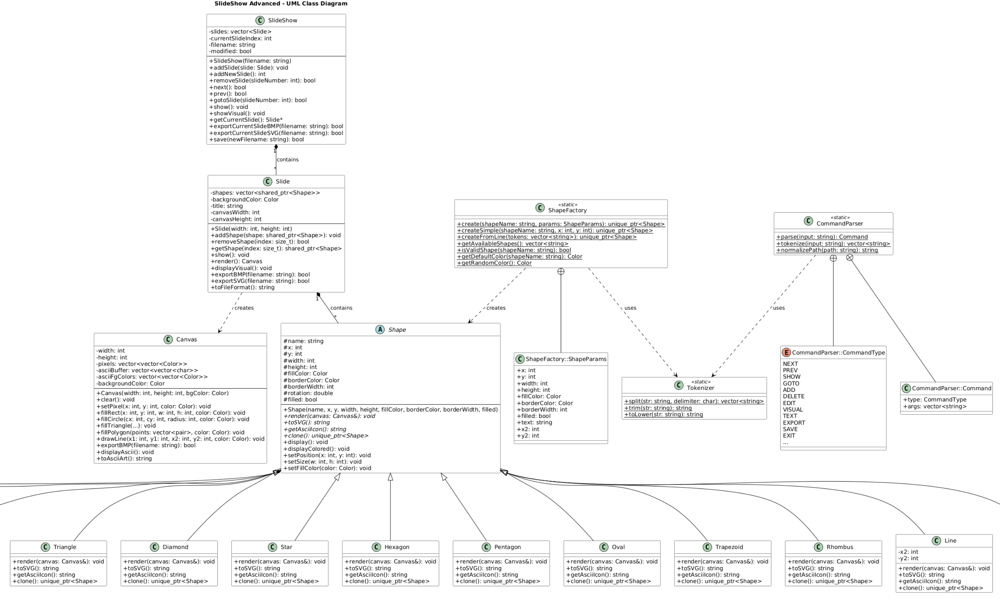 SlideShow Advanced - UML Class Diagram
C SlideShow
-slides: vector<Slide>
-currentSlideIndex: int
-filename: string
-modified: bool
+SlideShow(filename: string)
+addSlide(slide: Slide): void
+addNewSlide(): int
+removeSlide(slideNumber: int): bool
+next(): bool
+prev(): bool
+gotoSlide(slideNumber: int): bool
+show(): void
+showVisual(): void
+getCurrentSlide(): Slide*
+exportCurrentSlideBMP(filename: string): bool
+exportCurrentSlideSVG(filename: string): bool
+save(newFilename: string): bool
1
contains
*
C Slide
-shapes: vector<shared_ptr<Shape>>
-backgroundColor: Color
-title: string
-canvasWidth: int
-canvasHeight: int
+Slide(width: int, height: int)
+addShape(shape: shared_ptr<Shape>): void
+removeShape(index: size_t): bool
+getShape(index: size_t): shared_ptr<Shape>
+show(): void
+render(): Canvas
+displayVisual(): void
+exportBMP(filename: string): bool
+exportSVG(filename: string): bool
+toFileFormat(): string
«static»
C ShapeFactory
+create(shapeName: string, params: ShapeParams): unique_ptr<Shape>
+createSimple(shapeName: string, x: int, y: int): unique_ptr<Shape>
+createFromLine(tokens: vector<string>): unique_ptr<Shape>
+getAvailableShapes(): vector<string>
+isValidShape(shapeName: string): bool
+getDefaultColor(shapeName: string): Color
+getRandomColor(): Color
«static»
C CommandParser
+parse(input: string): Command
+tokenize(input: string): vector<string>
+normalizePath(path: string): string
creates
1
contains
*
creates
uses
uses
C Canvas
-width: int
-height: int
-pixels: vector<vector<Color>>
-asciiBuffer: vector<vector<char>>
-asciiFgColors: vector<vector<Color>>
-backgroundColor: Color
+Canvas(width: int, height: int, bgColor: Color)
+clear(): void
+setPixel(x: int, y: int, color: Color): void
+fillRect(x: int, y: int, w: int, h: int, color: Color): void
+fillCircle(cx: int, cy: int, radius: int, color: Color): void
+fillTriangle(...): void
+fillPolygon(points: vector<pair>, color: Color): void
+drawLine(x1: int, y1: int, x2: int, y2: int, color: Color): void
+exportBMP(filename: string): bool
+displayAscii(): void
+toAsciiArt(): string
A Shape
#name: string
#x: int
#y: int
#width: int
#height: int
#fillColor: Color
#borderColor: Color
#borderWidth: int
#rotation: double
#filled: bool
+Shape(name, x, y, width, height, fillColor, borderColor, borderWidth, filled)
+render(canvas: Canvas&): void
+toSVG(): string
+getAsciiIcon(): string
+clone(): unique_ptr<Shape>
+display(): void
+displayColored(): void
+setPosition(x: int, y: int): void
+setSize(w: int, h: int): void
+setFillColor(color: Color): void
C ShapeFactory::ShapeParams
+x: int
+y: int
+width: int
+height: int
+fillColor: Color
+borderColor: Color
+borderWidth: int
+filled: bool
+text: string
+x2: int
+y2: int
«static»
C Tokenizer
+split(str: string, delimiter: char): vector<string>
+trim(str: string): string
+toLower(str: string): string
E CommandParser::CommandType
NEXT
PREV
SHOW
GOTO
ADD
DELETE
EDIT
VISUAL
TEXT
EXPORT
SAVE
EXIT
...
C CommandParser::Command
+type: CommandType
+args: vector<string>
C Triangle
+render(canvas: Canvas&): void
+toSVG(): string
+getAsciiIcon(): string
+clone(): unique_ptr<Shape>
C Diamond
+render(canvas: Canvas&): void
+toSVG(): string
+getAsciiIcon(): string
+clone(): unique_ptr<Shape>
C Star
+render(canvas: Canvas&): void
+toSVG(): string
+getAsciiIcon(): string
+clone(): unique_ptr<Shape>
C Hexagon
+render(canvas: Canvas&): void
+toSVG(): string
+getAsciiIcon(): string
+clone(): unique_ptr<Shape>
C Pentagon
+render(canvas: Canvas&): void
+toSVG(): string
+getAsciiIcon(): string
+clone(): unique_ptr<Shape>
C Oval
+render(canvas: Canvas&): void
+toSVG(): string
+getAsciiIcon(): string
+clone(): unique_ptr<Shape>
C Trapezoid
+render(canvas: Canvas&): void
+toSVG(): string
+getAsciiIcon(): string
+clone(): unique_ptr<Shape>
C Rhombus
+render(canvas: Canvas&): void
+toSVG(): string
+getAsciiIcon(): string
+clone(): unique_ptr<Shape>
C Line
-x2: int
-y2: int
+render(canvas: Canvas&): void
+toSVG(): string
+getAsciiIcon(): string
+clone(): unique_ptr<Shape>